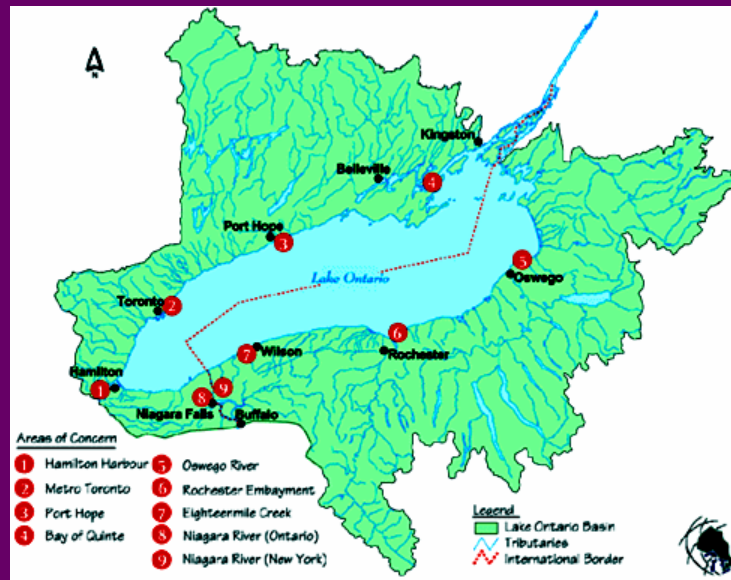 N
Kingston
Belleville
4
Port Hope
3
Lake Ontario
5
Oswego
Toronto
2
6
Rochester
Wilson
7
Hamilton
1
9
8
Niagara Falls
Buffalo
Areas of Concern
1 Hamilton Harbour
2 Metro Toronto
3 Port Hope
4 Bay of Quinte
5 Oswego River
6 Rochester Embayment
7 Eighteenmile Creek
8 Niagara River (Ontario)
9 Niagara River (New York)
Legend
Lake Ontario Basin
Tributaries
International Border